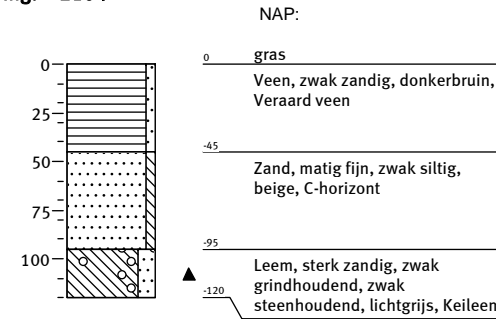 NAP:
0
gras
0
Veen, zwak zandig, donkerbruin,
Veraard veen
25
-45
50
Zand, matig fijn, zwak siltig,
beige, C-horizont
75
-95
100
Leem, sterk zandig, zwak
grindhoudend, zwak
-120
steenhoudend, lichtgrijs, Keileem